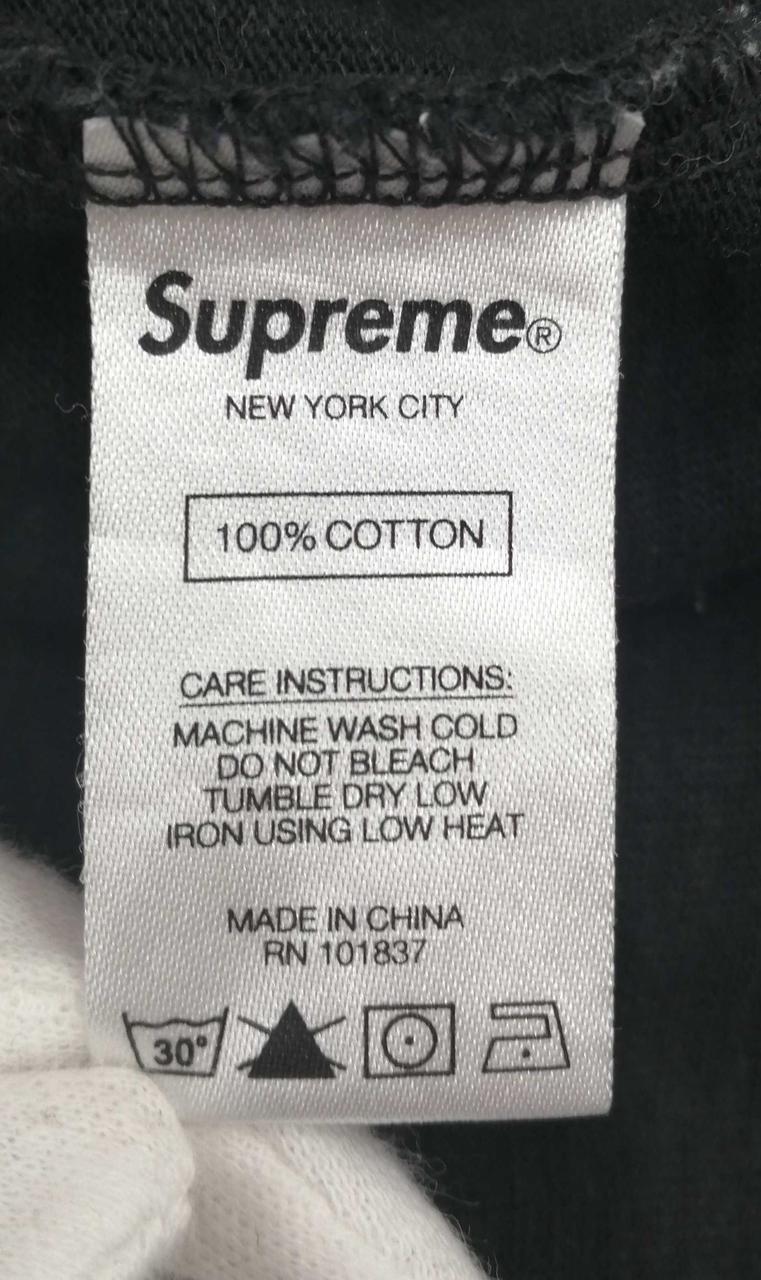 Supreme®
NEW YORK CITY
100% COTTON
CARE INSTRUCTIONS:
MACHINE WASH COLD
DO NOT BLEACH
TUMBLE DRY LOW
IRON USING LOW HEAT
MADE IN CHINA
RN 101837
30°